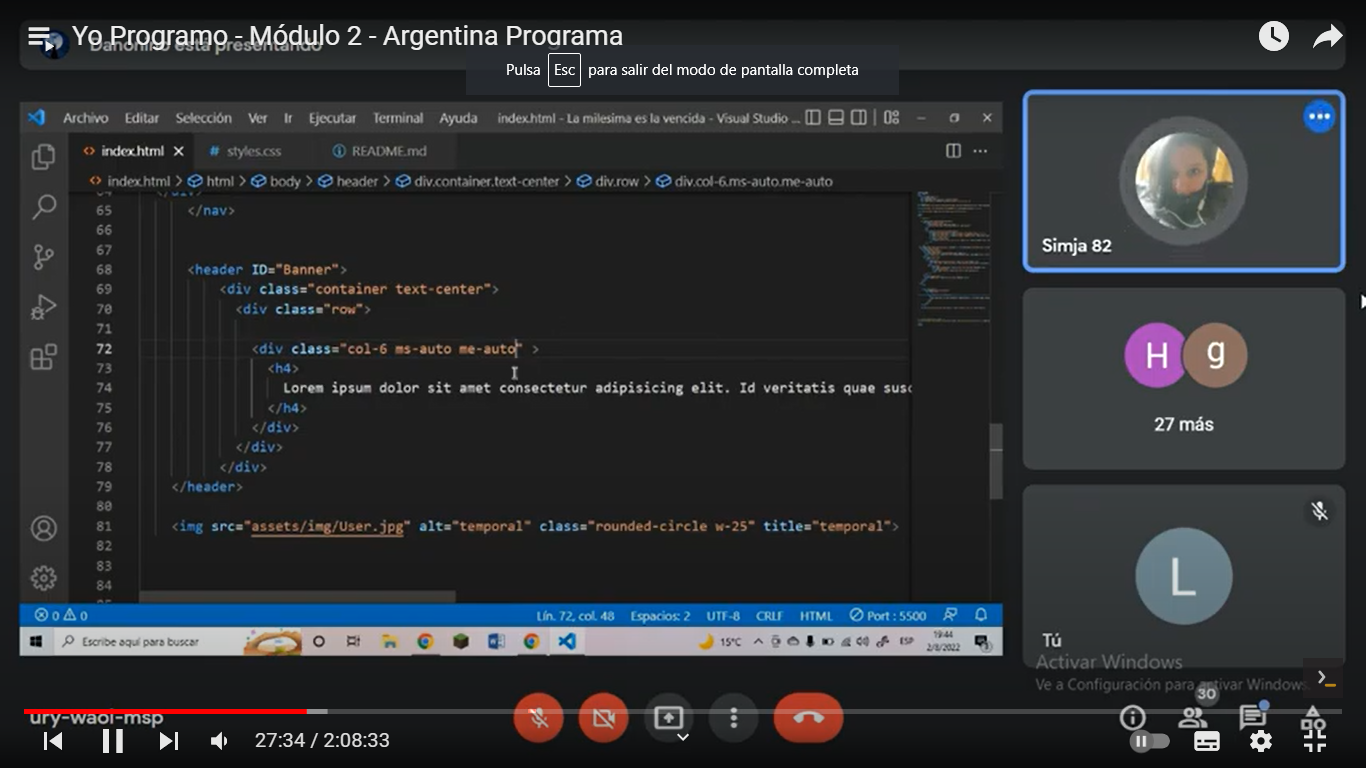 Yo Programo - Módulo 2 - Argentina Programa
Danonino está presentando
Pulsa Esc para salir del modo de pantalla completa
Archivo Editar Selección Ver Ir Ejecutar Terminal Ayuda index.html - La milesima es la vencida - Visual Studio ...
index.html styles.css README.md
index.html > html > body > header > div.container.text-center > div.row > div.col-6.ms-auto.me-auto
65 </nav>
66
67
68 <header ID="Banner">
69 <div class="container text-center">
70 <div class="row">
71
72 <div class="col-6 ms-auto me-auto" >
73 <h4>
74 Lorem ipsum dolor sit amet consectetur adipisicing elit. Id veritatis quae susc
75 </h4>
76 </div>
77 </div>
78 </div>
79 </header>
80
81 <img src="assets/img/User.jpg" alt="temporal" class="rounded-circle w-25" title="temporal">
82
83
84
0 0 Lín. 72, col. 48 Espacios: 2 UTF-8 CRLF HTML Port : 5500
Escribe aquí para buscar 15°C ESP 19:44
2/8/2022
Simja 82
H g
27 más
L
Tú
Activar Windows
Ve a Configuración para activar Windows.
30
ury-waoi-msp
27:34 / 2:08:33